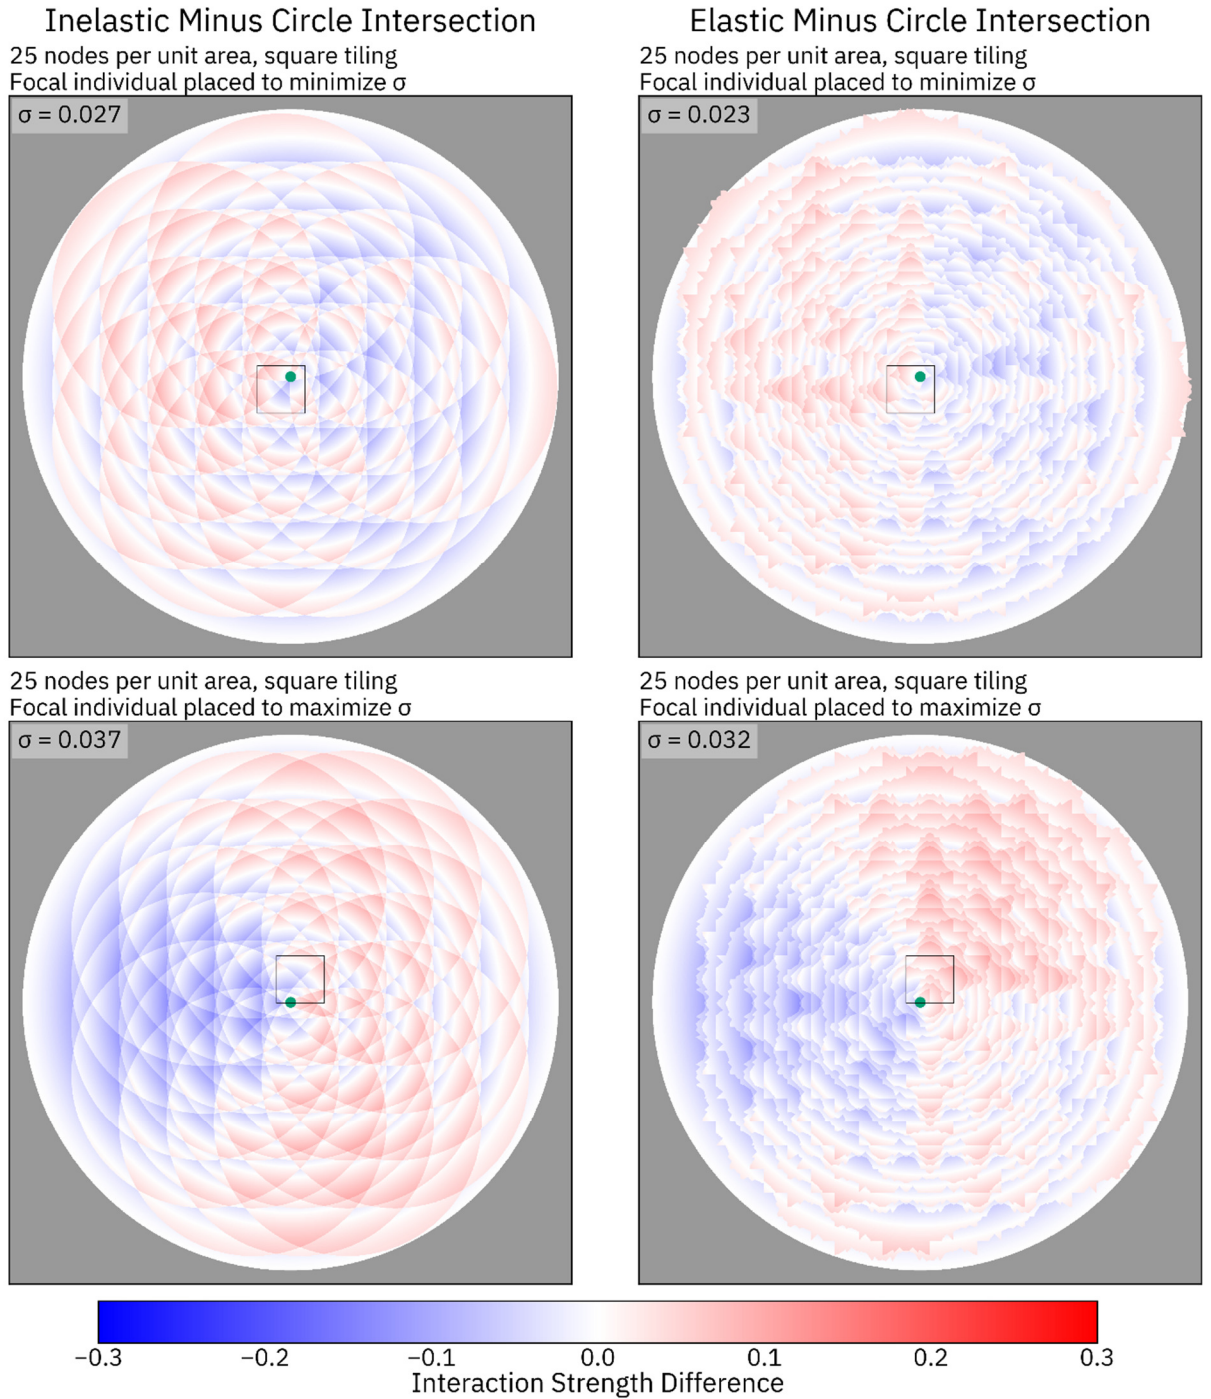 Inelastic Minus Circle Intersection
25 nodes per unit area, square tiling
Focal individual placed to minimize σ
σ = 0.027
Elastic Minus Circle Intersection
25 nodes per unit area, square tiling
Focal individual placed to minimize σ
σ = 0.023
25 nodes per unit area, square tiling
Focal individual placed to maximize σ
σ = 0.037
25 nodes per unit area, square tiling
Focal individual placed to maximize σ
σ = 0.032
−0.3 −0.2 −0.1 0.0 0.1 0.2 0.3
Interaction Strength Difference